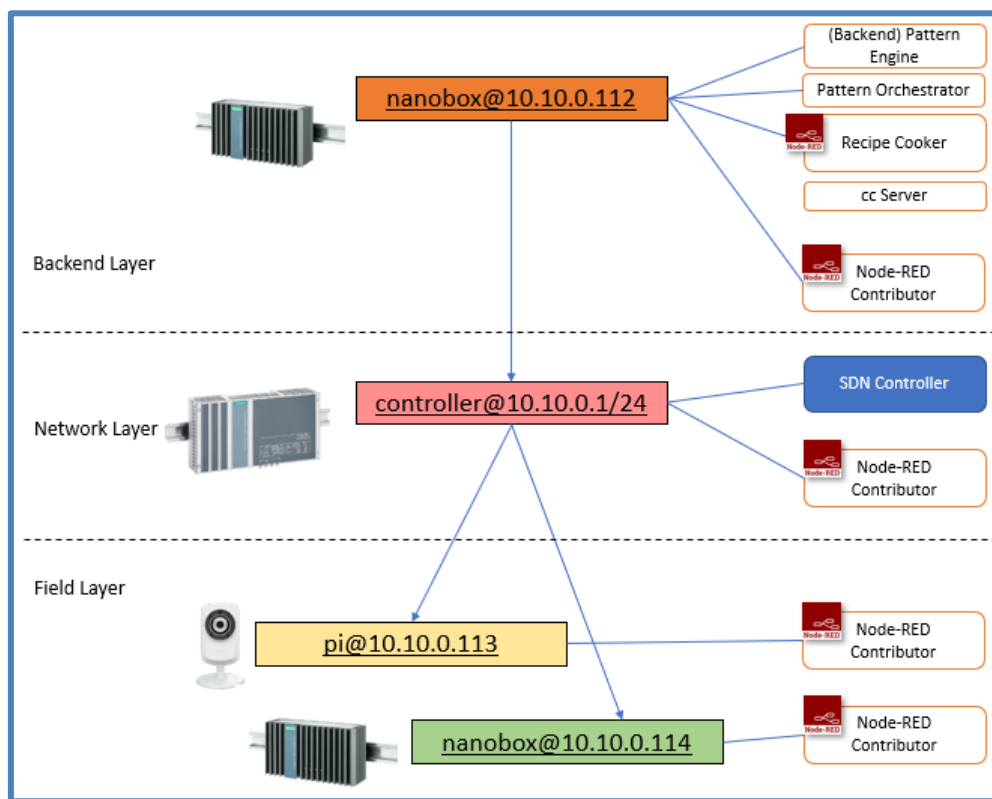 (Backend) Pattern
Engine
nanobox@10.10.0.112
Pattern Orchestrator
Node-RED
Recipe Cooker
cc Server
Backend Layer
Node-RED
Node-RED
Contributor
SDN Controller
controller@10.10.0.1/24
Network Layer
Node-RED
Node-RED
Contributor
Field Layer
Node-RED
Node-RED
Contributor
pi@10.10.0.113
Node-RED
Node-RED
Contributor
nanobox@10.10.0.114